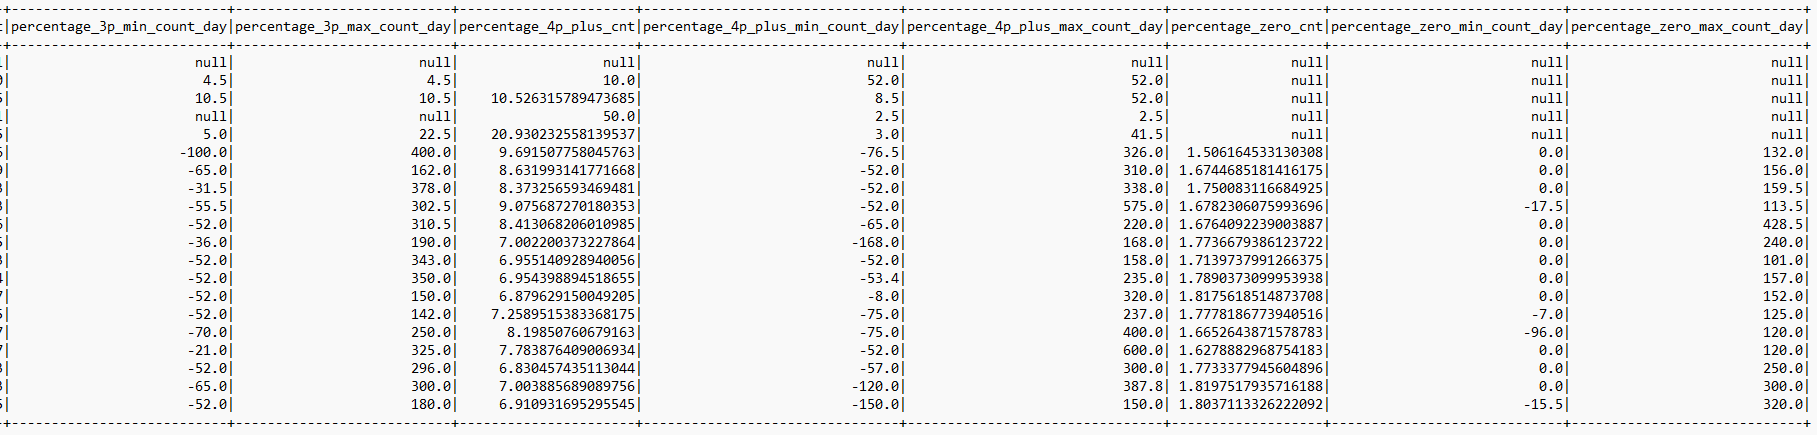 |percentage_3p_min_count_day|percentage_3p_max_count_day|percentage_4p_plus_cnt|percentage_4p_plus_min_count_day|percentage_4p_plus_max_count_day|percentage_zero_cnt|percentage_zero_min_count_day|percentage_zero_max_count_day|
| null| null| null| null| null| null| null| null|
| 4.5| 4.5| 10.0| 52.0| 52.0| null| null| null|
| 10.5| 10.5| 10.526315789473685| 8.5| 52.0| null| null| null|
| null| null| 50.0| 2.5| 2.5| null| null| null|
| 5.0| 22.5| 20.930232558139537| 3.0| 41.5| null| null| null|
| -100.0| 400.0| 9.691507758045763| -76.5| 326.0| 1.506164533130308| 0.0| 132.0|
| -65.0| 162.0| 8.631993141771668| -52.0| 310.0| 1.6744685181416175| 0.0| 156.0|
| -31.5| 378.0| 8.373256593469481| -52.0| 338.0| 1.750083116684925| 0.0| 159.5|
| -55.5| 302.5| 9.075687270180353| -52.0| 575.0| 1.6782306075993696| -17.5| 113.5|
| -52.0| 310.5| 8.413068206010985| -65.0| 220.0| 1.6764092239003887| 0.0| 428.5|
| -36.0| 190.0| 7.002200373227864| -168.0| 168.0| 1.7736679386123722| 0.0| 240.0|
| -52.0| 343.0| 6.955140928940056| -52.0| 158.0| 1.7139737991266375| 0.0| 101.0|
| -52.0| 350.0| 6.954398894518655| -53.4| 235.0| 1.7890373099953938| 0.0| 157.0|
| -52.0| 150.0| 6.879629150049205| -8.0| 320.0| 1.8175618514873708| 0.0| 152.0|
| -52.0| 142.0| 7.2589515383368175| -75.0| 237.0| 1.7778186773940516| -7.0| 125.0|
| -70.0| 250.0| 8.19850760679163| -75.0| 400.0| 1.6652643871578783| -96.0| 120.0|
| -21.0| 325.0| 7.783876409006934| -52.0| 600.0| 1.6278882968754183| 0.0| 120.0|
| -52.0| 296.0| 6.830457435113044| -57.0| 300.0| 1.7733377945604896| 0.0| 250.0|
| -65.0| 300.0| 7.003885689089756| -120.0| 387.8| 1.8197517935716188| 0.0| 300.0|
| -52.0| 180.0| 6.910931695295545| -150.0| 150.0| 1.8037113326222092| -15.5| 320.0|